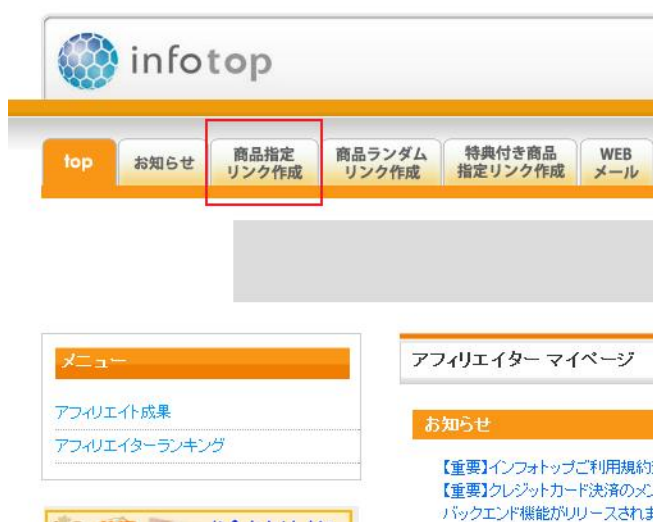 infotop
top
お知らせ
商品指定
リンク作成
商品ランダム
リンク作成
特典付き商品
指定リンク作成
WEB
メール
メニュー
アフィリエイト成果
アフィリエイターランキング
アフィリエイター マイページ
お知らせ
【重要】インフォトップご利用規約
【重要】クレジットカード決済のメン
バックエンド機能がリリースされま